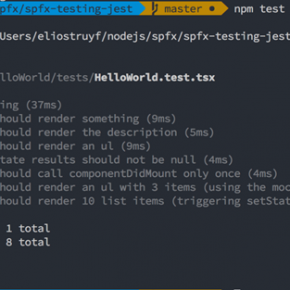 pfx/spfx-testing-jest master npm test
Users/eliostruyf/nodejs/spfx/spfx-testing-jest
lloWorld/tests/HelloWorld.test.tsx
ing (37ms)
hould render something (9ms)
hould render the description (5ms)
hould render an ul (9ms)
tate results should not be null (4ms)
hould call componentDidMount only once (4ms)
hould render an ul with 3 items (using the moc
hould render 10 list items (triggering setStat
1 total
8 total